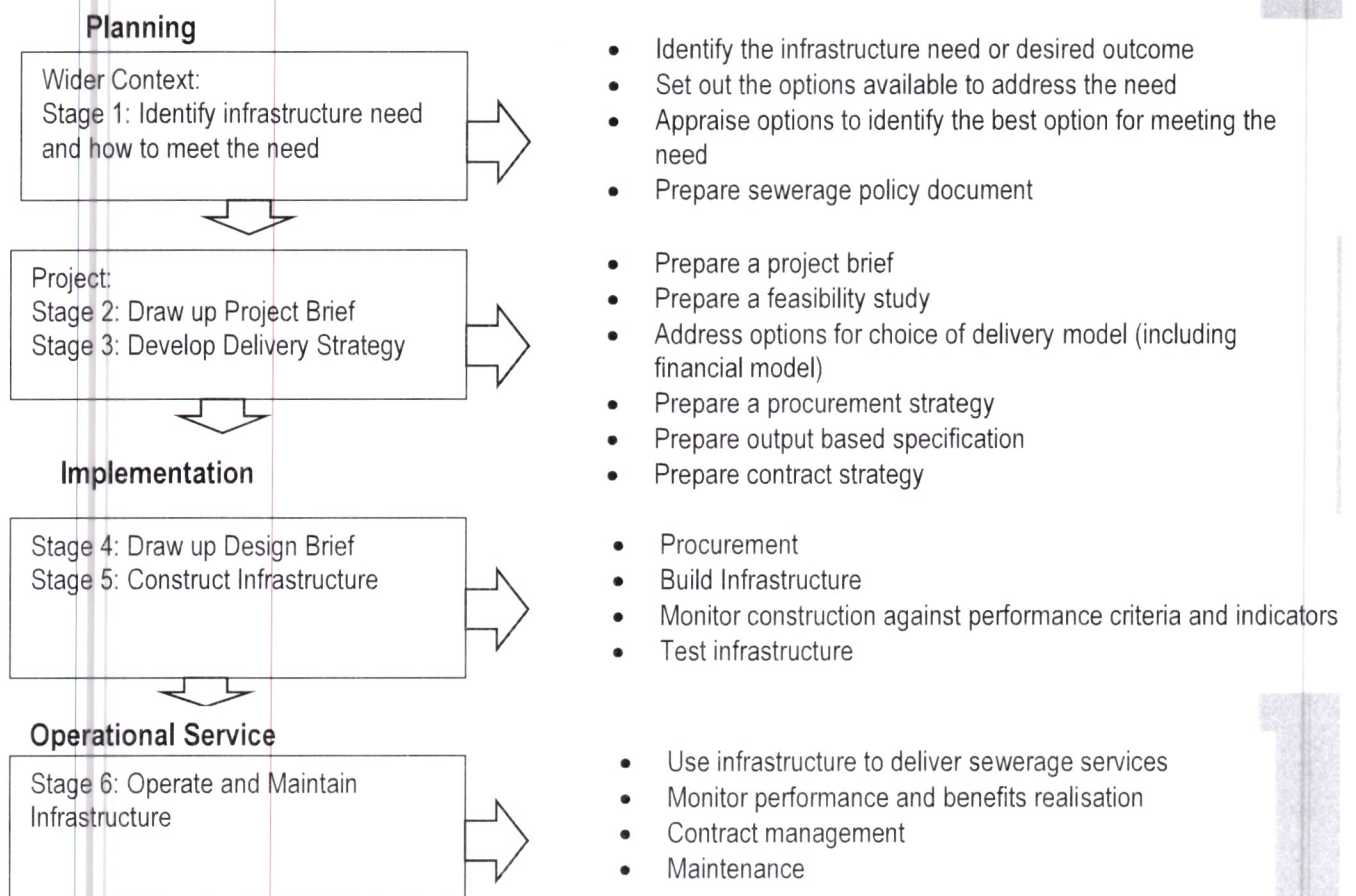 Planning
Wider Context:
Stage 1: Identify infrastructure need
and how to meet the need
• Identify the infrastructure need or desired outcome
• Set out the options available to address the need
• Appraise options to identify the best option for meeting the
need
• Prepare sewerage policy document
Project:
Stage 2: Draw up Project Brief
Stage 3: Develop Delivery Strategy
• Prepare a project brief
• Prepare a feasibility study
• Address options for choice of delivery model (including
financial model)
• Prepare a procurement strategy
• Prepare output based specification
• Prepare contract strategy
Implementation
Stage 4: Draw up Design Brief
Stage 5: Construct Infrastructure
• Procurement
• Build Infrastructure
• Monitor construction against performance criteria and indicators
• Test infrastructure
Operational Service
Stage 6: Operate and Maintain
Infrastructure
• Use infrastructure to deliver sewerage services
• Monitor performance and benefits realisation
• Contract management
• Maintenance